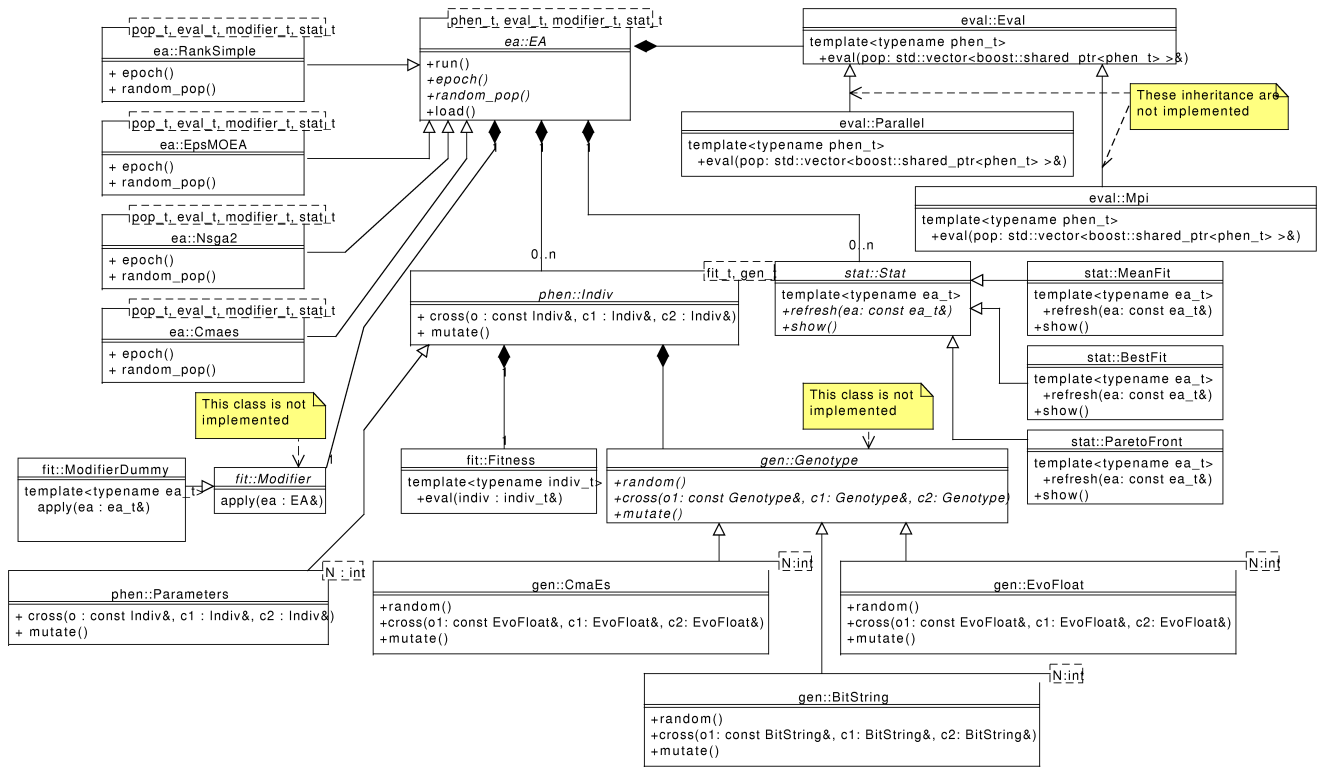 pop_t, eval_t, modifier_t, stat_t
ea::RankSimple
+ epoch()
+ random_pop()
phen_t, eval_t, modifier_t, stat_t
ea::EA
+run()
+epoch()
+random_pop()
+load()
eval::Eval
template<typename phen_t>
+eval(pop: std::vector<boost::shared_ptr<phen_t> >&)
These inheritance are
not implemented
pop_t, eval_t, modifier_t, stat_t
ea::EpsMOEA
+ epoch()
+ random_pop()
eval::Parallel
template<typename phen_t>
+eval(pop: std::vector<boost::shared_ptr<phen_t> >&)
1
1
1
eval::Mpi
template<typename phen_t>
+eval(pop: std::vector<boost::shared_ptr<phen_t> >&)
pop_t, eval_t, modifier_t, stat_t
ea::Nsga2
+ epoch()
+ random_pop()
0..n
0..n
fit_t, gen_
phen::Indiv
+ cross(o : const Indiv&, c1 : Indiv&, c2 : Indiv&)
+ mutate()
stat::Stat
template<typename ea_t>
+refresh(ea: const ea_t&)
+show()
stat::MeanFit
template<typename ea_t>
+refresh(ea: const ea_t&)
+show()
pop_t, eval_t, modifier_t, stat_t
ea::Cmaes
+ epoch()
+ random_pop()
stat::BestFit
template<typename ea_t>
+refresh(ea: const ea_t&)
+show()
1
This class is not
implemented
This class is not
implemented
stat::ParetoFront
template<typename ea_t>
+refresh(ea: const ea_t&)
+show()
1
1
fit::ModifierDummy
template<typename ea_t>
apply(ea : ea_t&)
fit::Modifier
apply(ea : EA&)
fit::Fitness
template<typename indiv_t>
+eval(indiv : indiv_t&)
gen::Genotype
+random()
+cross(o1: const Genotype&, c1: Genotype&, c2: Genotype)
+mutate()
N : int
phen::Parameters
+ cross(o : const Indiv&, c1 : Indiv&, c2 : Indiv&)
+ mutate()
N:int
gen::CmaEs
+random()
+cross(o1: const EvoFloat&, c1: EvoFloat&, c2: EvoFloat&)
+mutate()
N:int
gen::EvoFloat
+random()
+cross(o1: const EvoFloat&, c1: EvoFloat&, c2: EvoFloat&)
+mutate()
N:int
gen::BitString
+random()
+cross(o1: const BitString&, c1: BitString&, c2: BitString&)
+mutate()